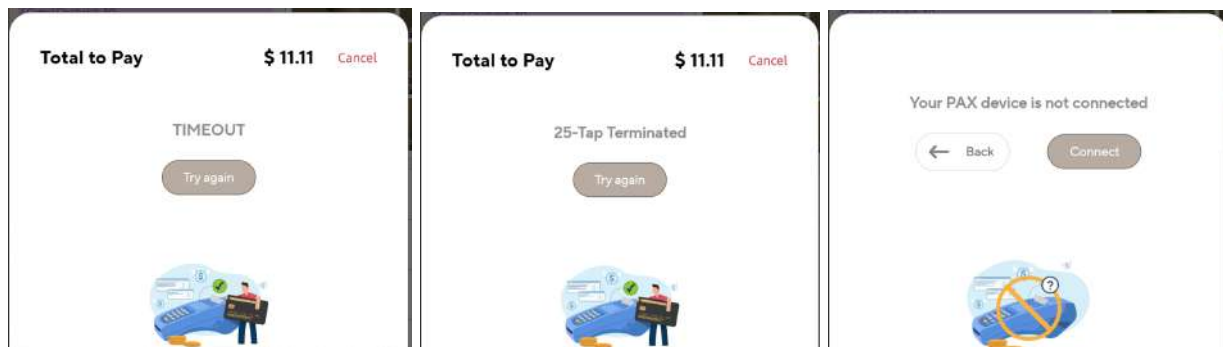 Total to Pay $ 11.11 Cancel
TIMEOUT
Try again
Total to Pay $ 11.11 Cancel
25-Tap Terminated
Try again
Your PAX device is not connected
← Back Connect
?